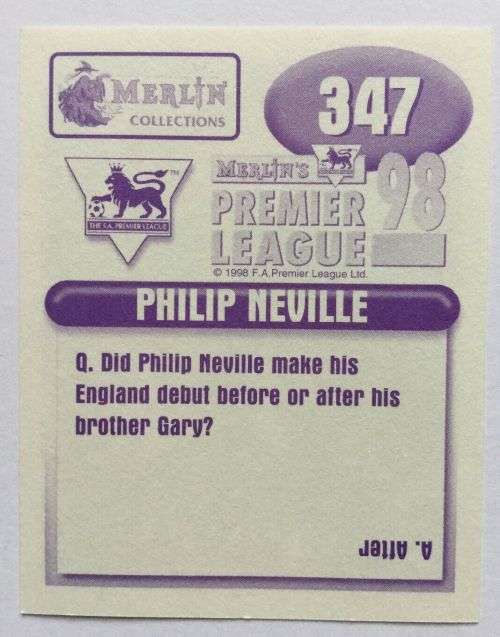 MERLIN
COLLECTIONS
347
THE F.A. PREMIER LEAGUE
TM
MERLIN'S
PREMIER
LEAGUE
98
© 1998 F.A. Premier League Ltd.
PHILIP NEVILLE
Q. Did Philip Neville make his
England debut before or after his
brother Gary?
A. After